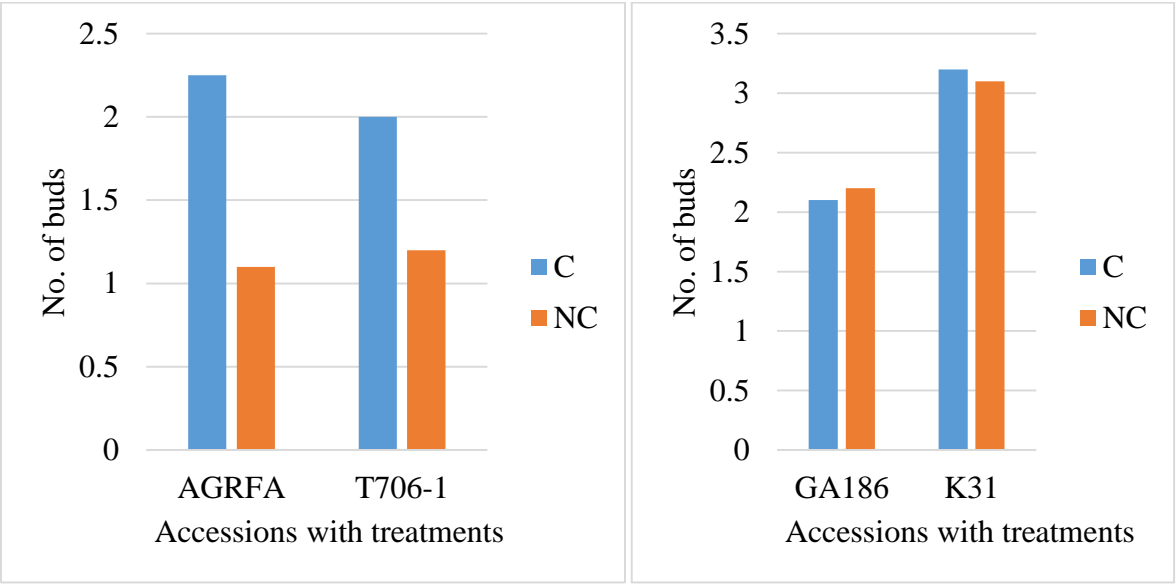 No. of buds
2.5
2
1.5
1
0.5
0
AGRFA T706-1
Accessions with treatments
C
NC
No. of buds
3.5
3
2.5
2
1.5
1
0.5
0
GA186 K31
Accessions with treatments
C
NC